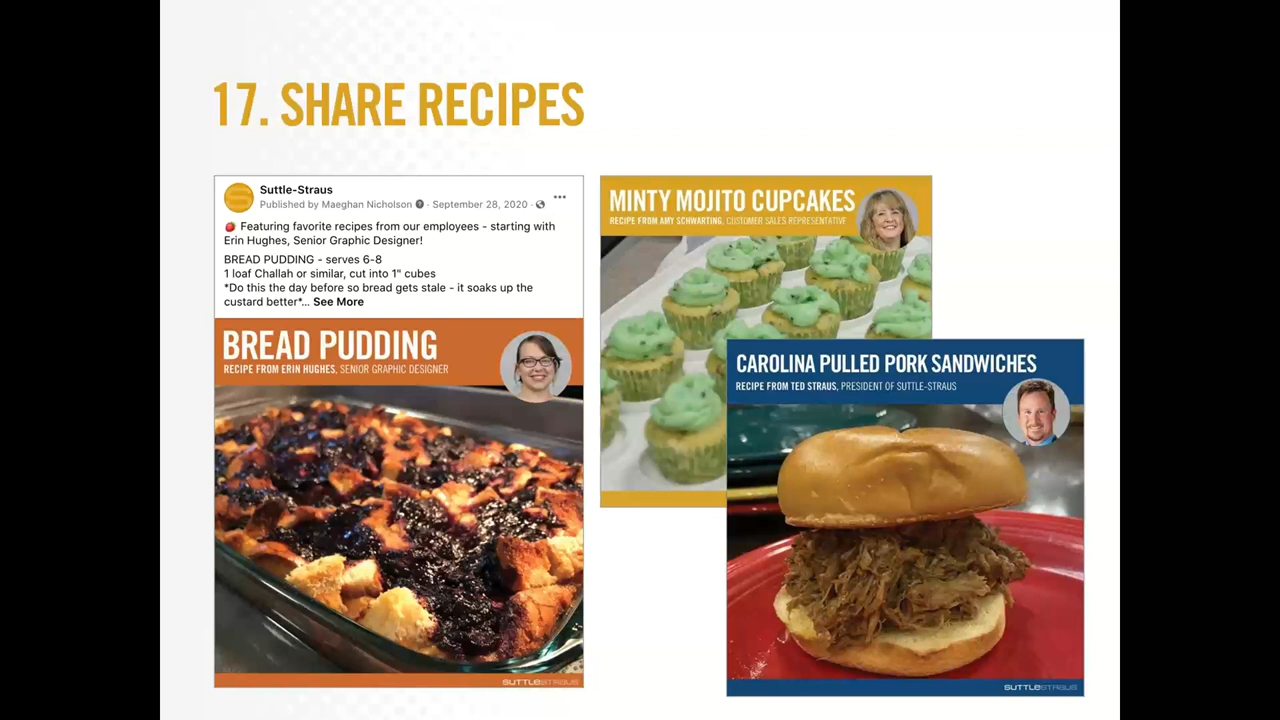 17. SHARE RECIPES
Suttle-Straus
Published by Maeghan Nicholson · September 28, 2020 ·
Featuring favorite recipes from our employees - starting with
Erin Hughes, Senior Graphic Designer!
BREAD PUDDING - serves 6-8
1 loaf Challah or similar, cut into 1" cubes
*Do this the day before so bread gets stale - it soaks up the
custard better*... See More
BREAD PUDDING
RECIPE FROM ERIN HUGHES, SENIOR GRAPHIC DESIGNER
SUTTLESTRAUS
MINTY MOJITO CUPCAKES
RECIPE FROM AMY SCHWARTING, CUSTOMER SALES REPRESENTATIVE
CAROLINA PULLED PORK SANDWICHES
RECIPE FROM TED STRAUS, PRESIDENT OF SUTTLE-STRAUS
SUTTLESTRAUS